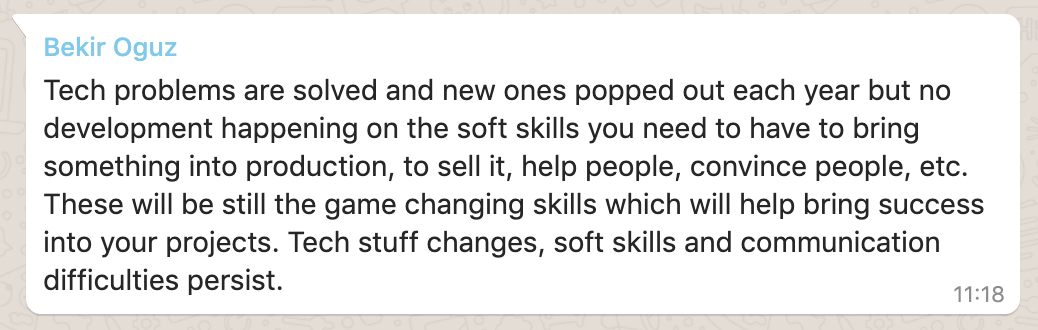 Bekir Oguz
Tech problems are solved and new ones popped out each year but no
development happening on the soft skills you need to have to bring
something into production, to sell it, help people, convince people, etc.
These will be still the game changing skills which will help bring success
into your projects. Tech stuff changes, soft skills and communication
difficulties persist.
11:18